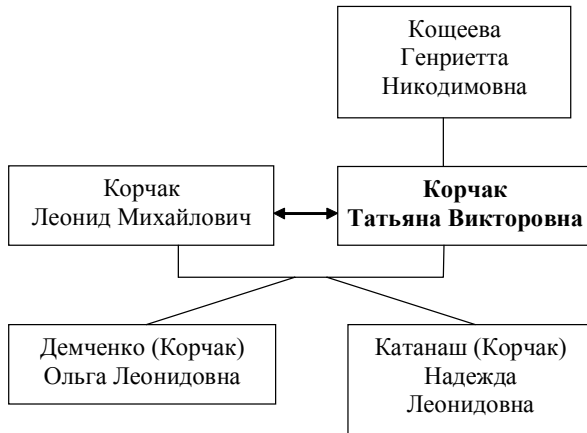 Кощеева
Генриетта
Никодимовна
Корчак
Леонид Михайлович
Корчак
Татьяна Викторовна
Демченко (Корчак)
Ольга Леонидовна
Катанаш (Корчак)
Надежда
Леонидовна